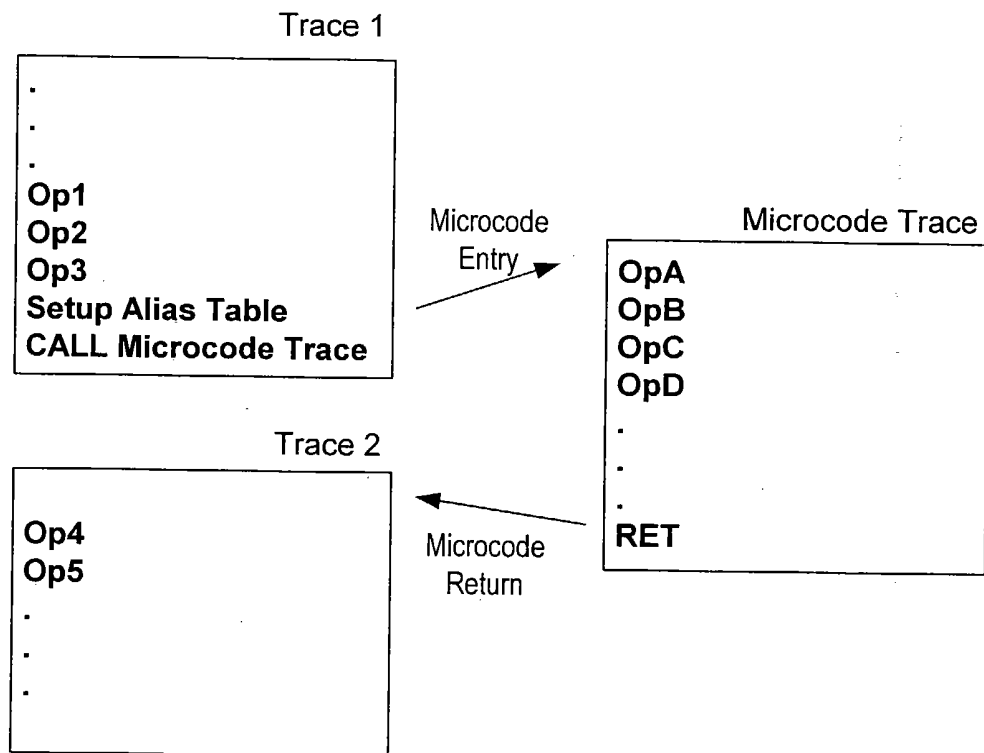 Trace 1
.
.
.
Op1
Op2
Op3
Setup Alias Table
CALL Microcode Trace
Microcode
Entry
Microcode Trace
OpA
OpB
OpC
OpD
.
.
.
RET
Microcode
Return
Trace 2
Op4
Op5
.
.
.